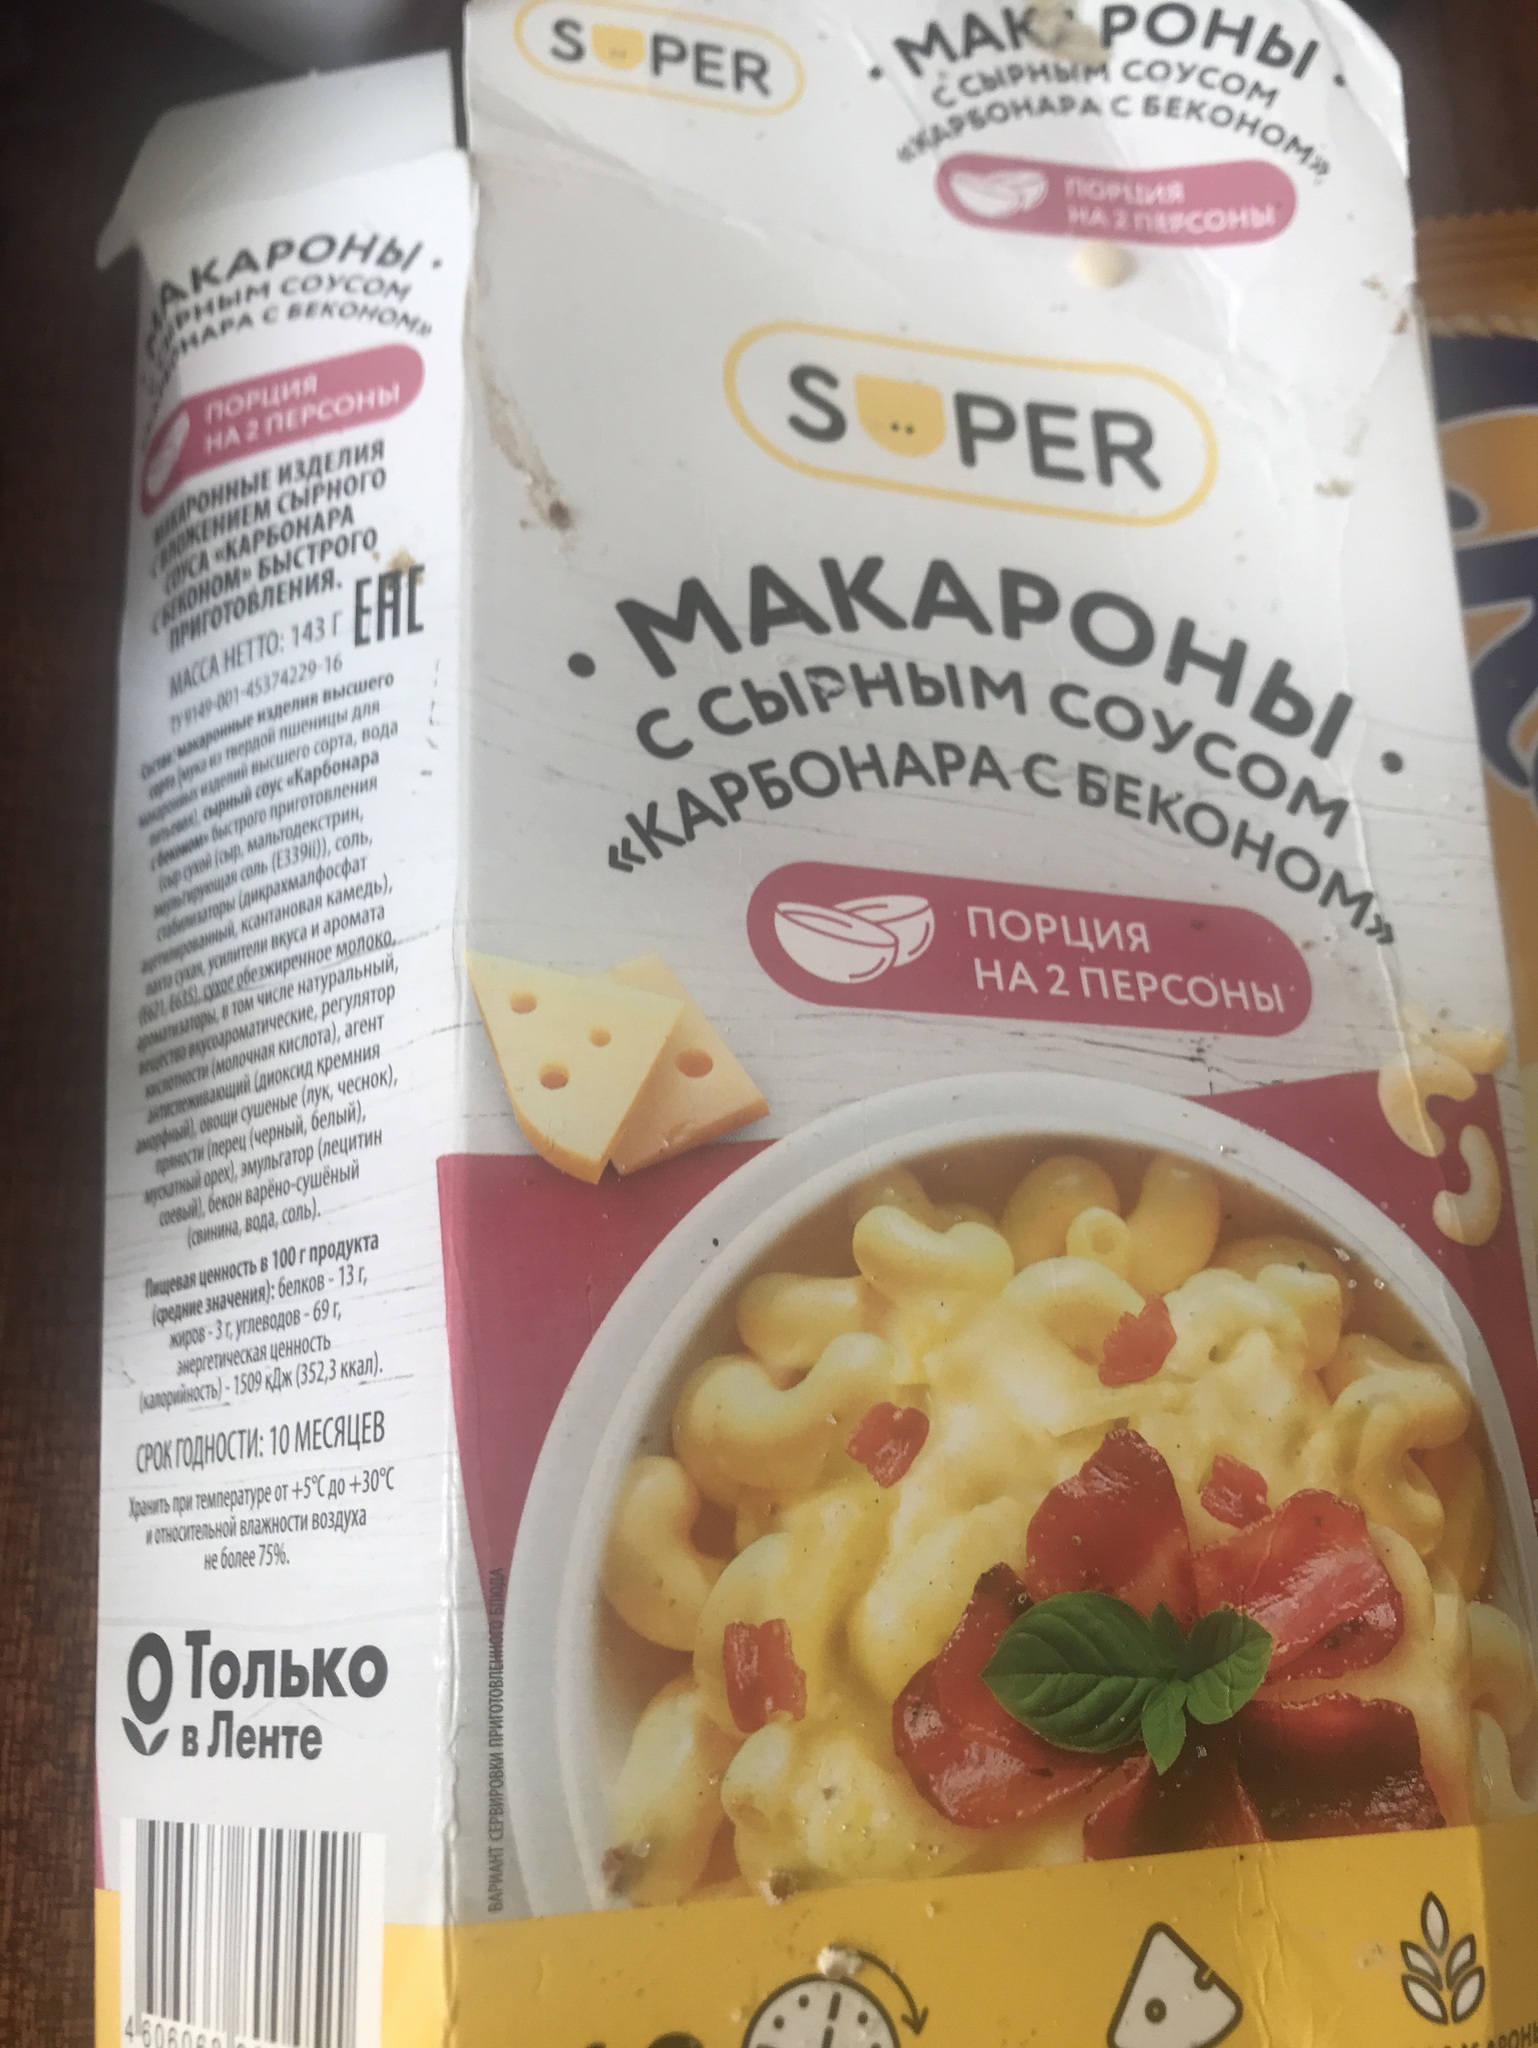 SUPER
МАКАРОНЫ
С СЫРНЫМ СОУСОМ
«КАРБОНАРА С БЕКОНОМ»
ПОРЦИЯ
НА 2 ПЕРСОНЫ
SUPER
• МАКАРОНЫ •
С СЫРНЫМ СОУСОМ
«КАРБОНАРА С БЕКОНОМ»
ПОРЦИЯ
НА 2 ПЕРСОНЫ
ВАРИАНТ СЕРВИРОВКИ ПРИГОТОВЛЕННОГО БЛЮДА
МАКАРОНЫ •
СЫРНЫМ СОУСОМ
С БЕКОНОМ»
ПОРЦИЯ
НА 2 ПЕРСОНЫ
МАКАРОННЫЕ ИЗДЕЛИЯ
С ВЛОЖЕНИЕМ СЫРНОГО
СОУСА «КАРБОНАРА
С БЕКОНОМ» БЫСТРОГО
ПРИГОТОВЛЕНИЯ.
МАССА НЕТТО: 143 Г
EAC
ТУ 9149-001-45374229-16
Состав: макаронные изделия высшего
сорта (мука из твердой пшеницы для
макаронных изделий высшего сорта, вода
питьевая), сырный соус «Карбонара
с беконом» быстрого приготовления
(сыр сухой (сыр, мальтодекстрин,
эмульгирующая соль (Е339ii)), соль,
стабилизаторы (дикрахмалфосфат
ацетилированный, ксантановая камедь),
пахта сухая, усилители вкуса и аромата
(Е621, Е635), сухое обезжиренное молоко,
ароматизаторы, в том числе натуральный,
вещества вкусоароматические, регулятор
кислотности (молочная кислота), агент
антислеживающий (диоксид кремния
аморфный), овощи сушеные (лук, чеснок),
пряности (перец (черный, белый),
мускатный орех), эмульгатор (лецитин
соевый), бекон варёно-сушёный
(свинина, вода, соль).
Пищевая ценность в 100 г продукта
(средние значения): белков - 13 г,
жиров - 3 г, углеводов - 69 г,
энергетическая ценность
(калорийность) - 1509 кДж (352,3 ккал).
СРОК ГОДНОСТИ: 10 МЕСЯЦЕВ
Хранить при температуре от +5°С до +30°С
и относительной влажности воздуха
не более 75%.
Только
в Ленте